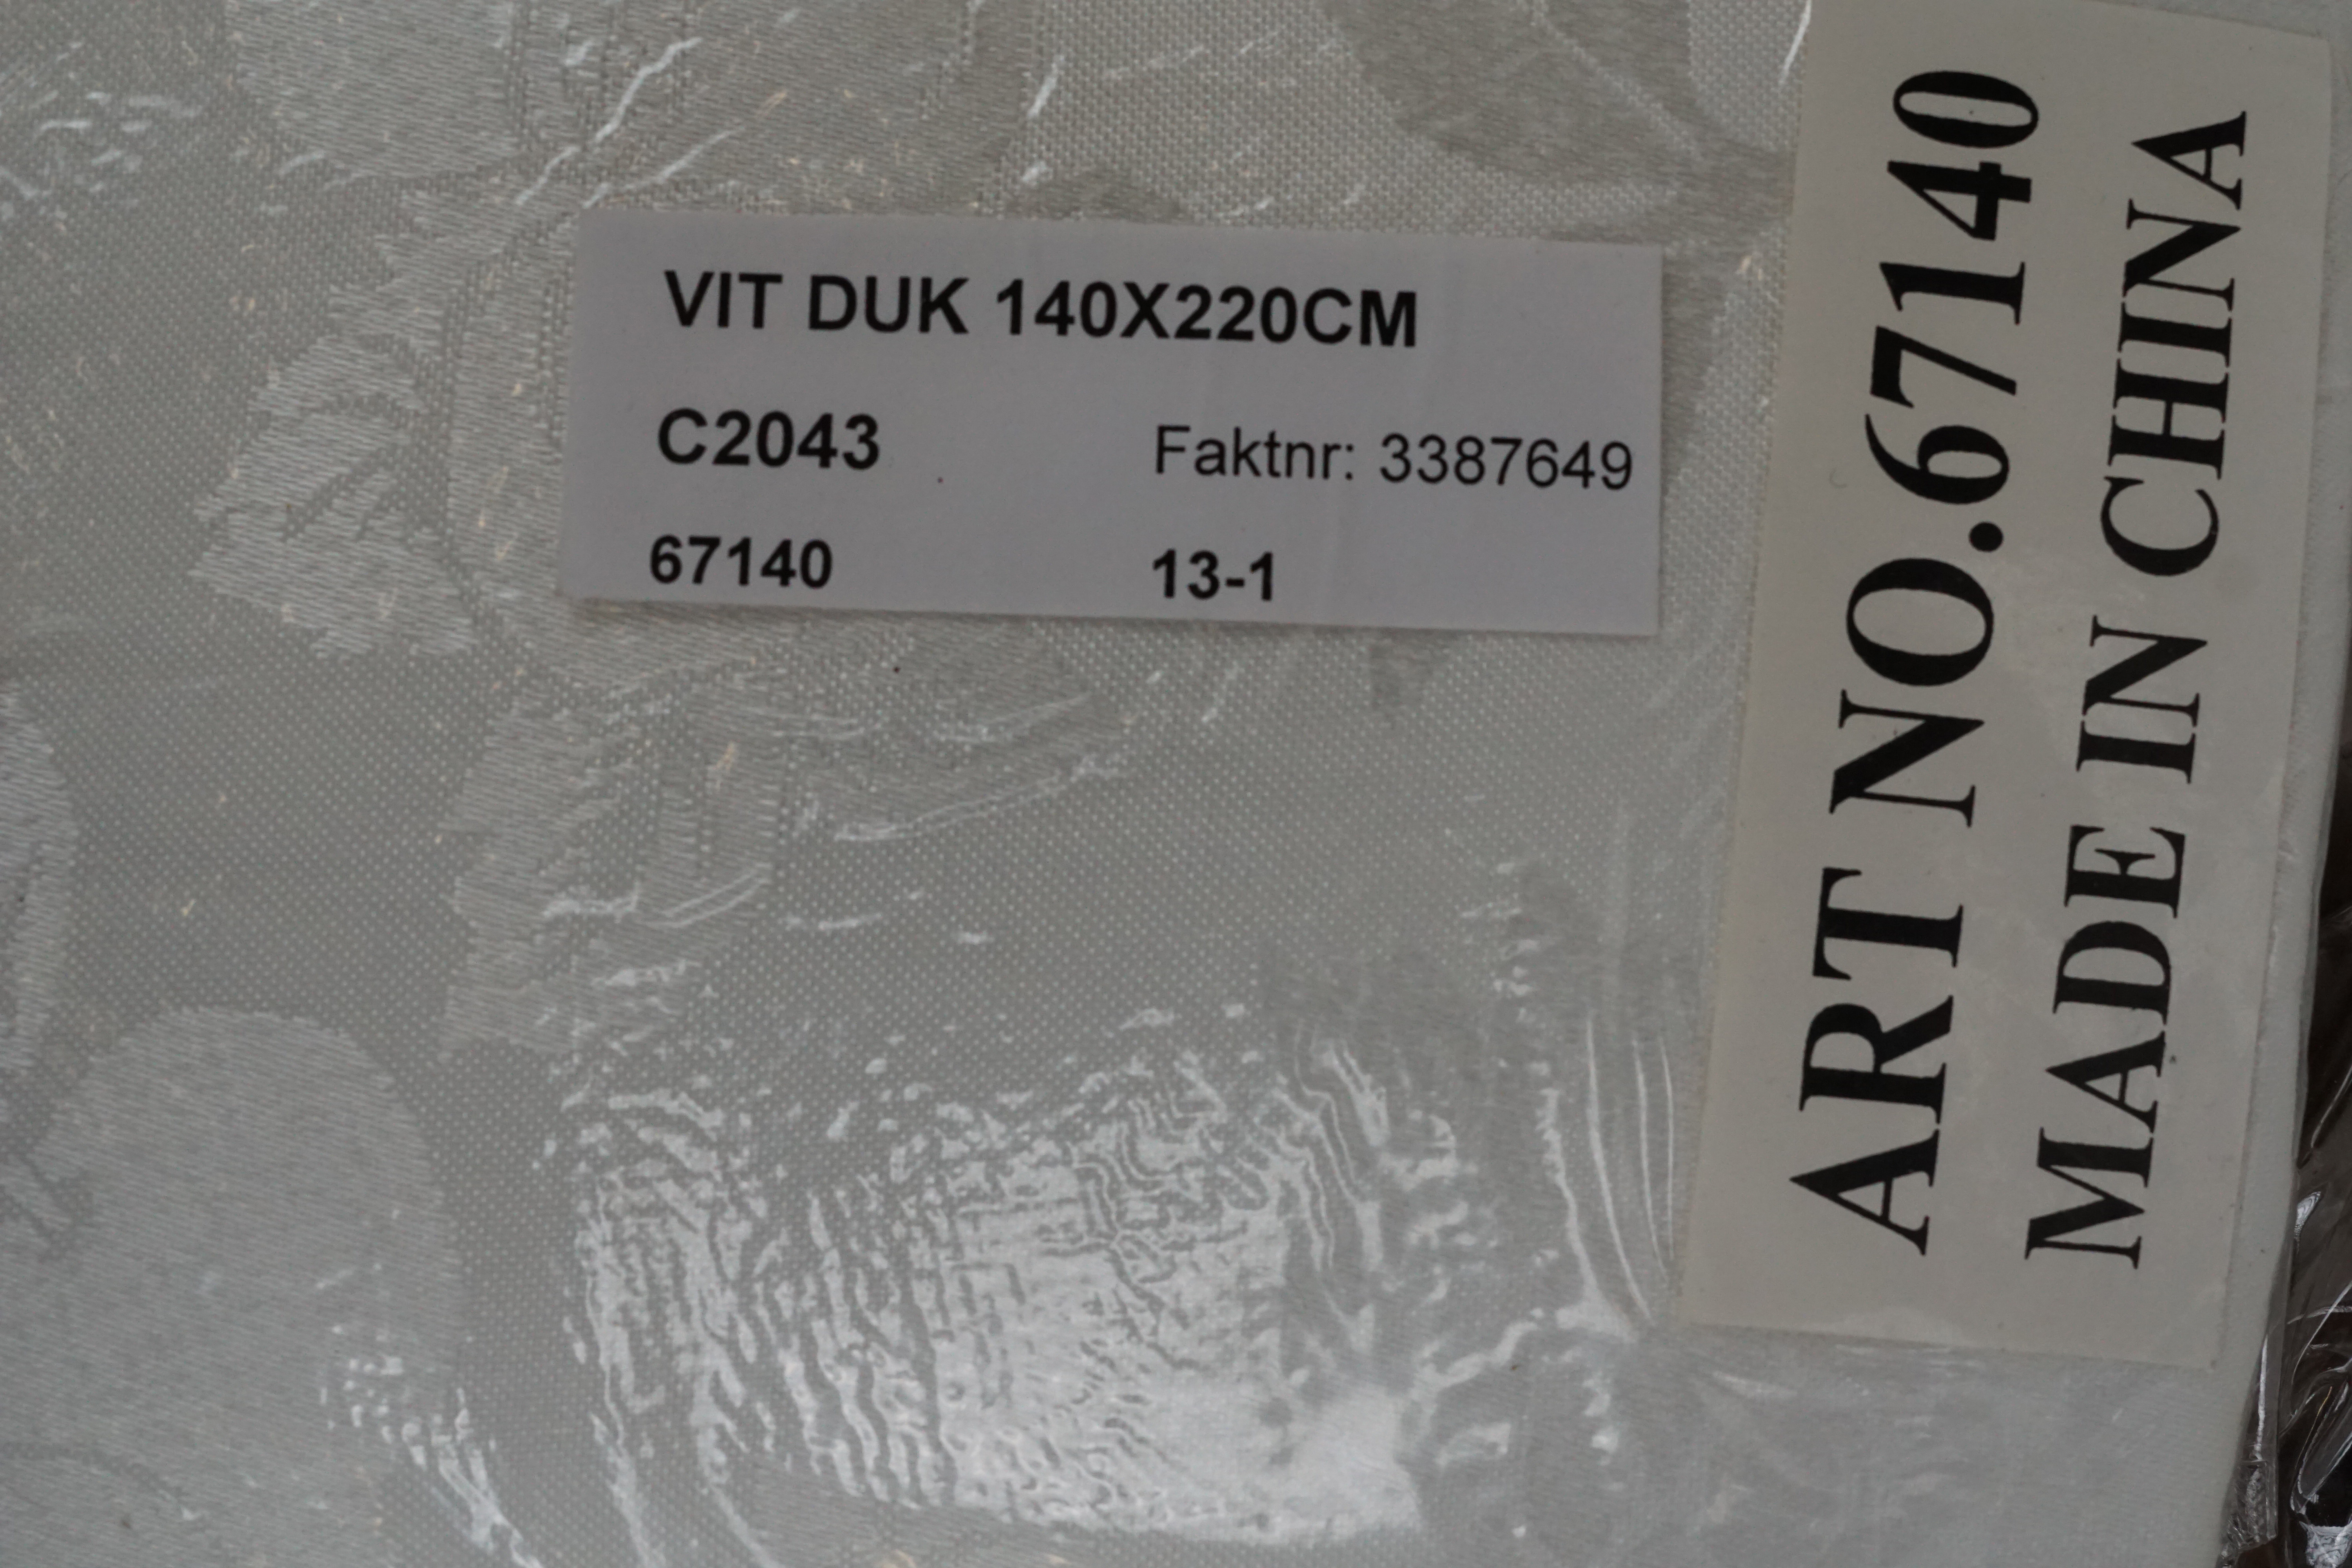 VIT DUK 140X220CM
C2043 Faktnr: 3387649
67140 13-1
ART NO.67140
MADE IN CHINA